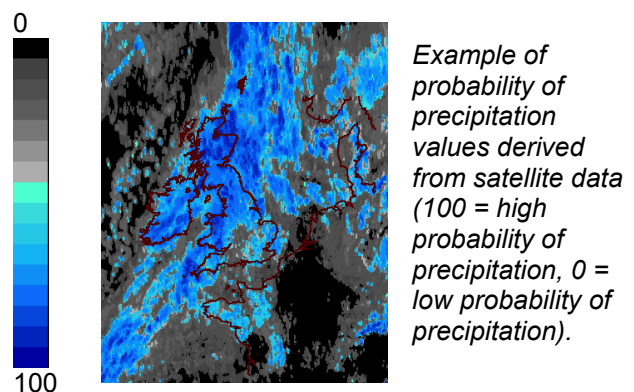 0
100
Example of
probability of
precipitation
values derived
from satellite data
(100 = high
probability of
precipitation, 0 =
low probability of
precipitation).